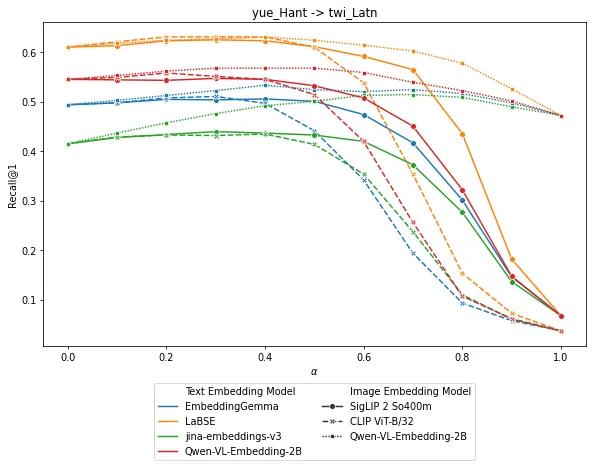 yue_Hant -> twi_Latn
Recall@1
0.6
0.5
0.4
0.3
0.2
0.1
0.0 0.2 0.4 0.6 0.8 1.0
α
Text Embedding Model Image Embedding Model
EmbeddingGemma SigLIP 2 So400m
LaBSE CLIP ViT-B/32
jina-embeddings-v3 Qwen-VL-Embedding-2B
Qwen-VL-Embedding-2B